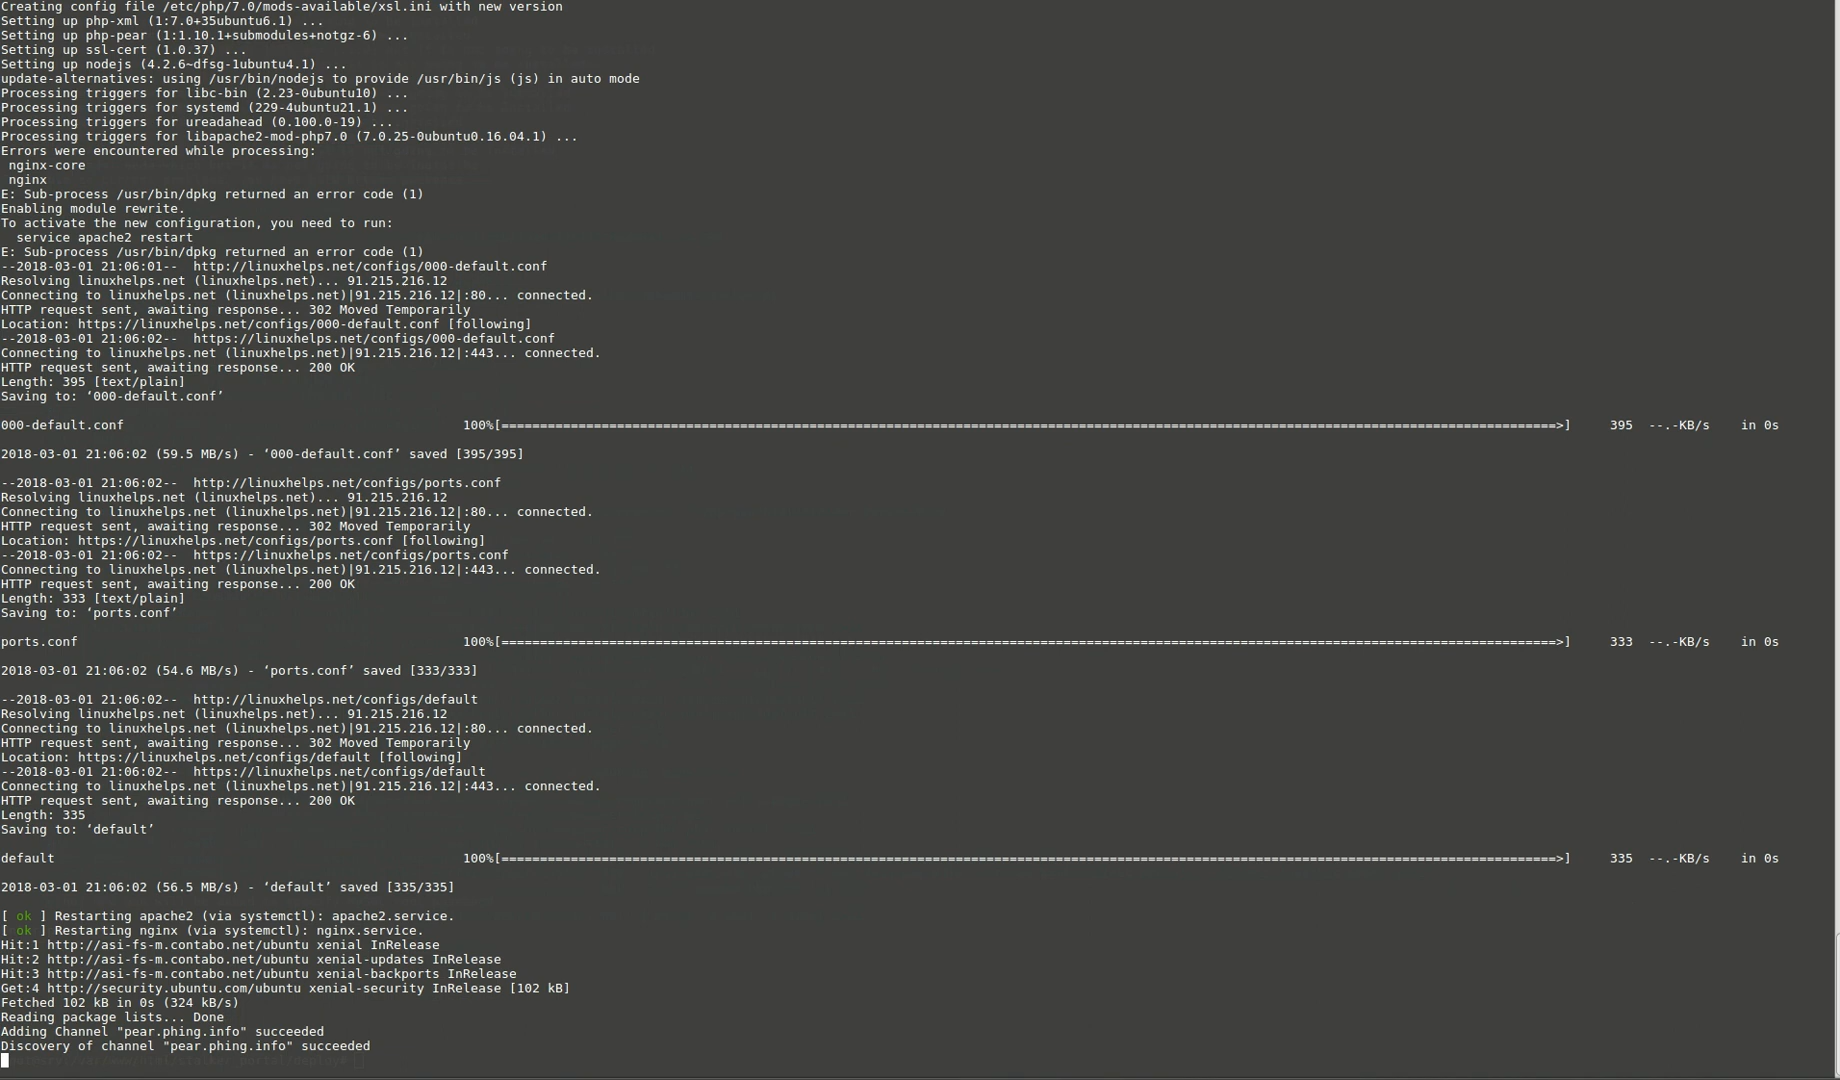 Creating config file /etc/php/7.0/mods-available/xsl.ini with new version
Setting up php-xml (1:7.0+35ubuntu6.1) ...
Setting up php-pear (1:1.10.1+submodules+notgz-6) ...
Setting up ssl-cert (1.0.37) ...
Setting up nodejs (4.2.6~dfsg-1ubuntu4.1) ...
update-alternatives: using /usr/bin/nodejs to provide /usr/bin/js (js) in auto mode
Processing triggers for libc-bin (2.23-0ubuntu10) ...
Processing triggers for systemd (229-4ubuntu21.1) ...
Processing triggers for ureadahead (0.100.0-19) ...
Processing triggers for libapache2-mod-php7.0 (7.0.25-0ubuntu0.16.04.1) ...
Errors were encountered while processing:
 nginx-core
 nginx
E: Sub-process /usr/bin/dpkg returned an error code (1)
Enabling module rewrite.
To activate the new configuration, you need to run:
  service apache2 restart
E: Sub-process /usr/bin/dpkg returned an error code (1)
--2018-03-01 21:06:01--  http://linuxhelps.net/configs/000-default.conf
Resolving linuxhelps.net (linuxhelps.net)... 91.215.216.12
Connecting to linuxhelps.net (linuxhelps.net)|91.215.216.12|:80... connected.
HTTP request sent, awaiting response... 302 Moved Temporarily
Location: https://linuxhelps.net/configs/000-default.conf [following]
--2018-03-01 21:06:02--  https://linuxhelps.net/configs/000-default.conf
Connecting to linuxhelps.net (linuxhelps.net)|91.215.216.12|:443... connected.
HTTP request sent, awaiting response... 200 OK
Length: 395 [text/plain]
Saving to: ‘000-default.conf’
000-default.conf 100%[=========================================================================================================================================>] 395 --.-KB/s in 0s
2018-03-01 21:06:02 (59.5 MB/s) - ‘000-default.conf’ saved [395/395]
--2018-03-01 21:06:02--  http://linuxhelps.net/configs/ports.conf
Resolving linuxhelps.net (linuxhelps.net)... 91.215.216.12
Connecting to linuxhelps.net (linuxhelps.net)|91.215.216.12|:80... connected.
HTTP request sent, awaiting response... 302 Moved Temporarily
Location: https://linuxhelps.net/configs/ports.conf [following]
--2018-03-01 21:06:02--  https://linuxhelps.net/configs/ports.conf
Connecting to linuxhelps.net (linuxhelps.net)|91.215.216.12|:443... connected.
HTTP request sent, awaiting response... 200 OK
Length: 333 [text/plain]
Saving to: ‘ports.conf’
ports.conf 100%[=========================================================================================================================================>] 333 --.-KB/s in 0s
2018-03-01 21:06:02 (54.6 MB/s) - ‘ports.conf’ saved [333/333]
--2018-03-01 21:06:02--  http://linuxhelps.net/configs/default
Resolving linuxhelps.net (linuxhelps.net)... 91.215.216.12
Connecting to linuxhelps.net (linuxhelps.net)|91.215.216.12|:80... connected.
HTTP request sent, awaiting response... 302 Moved Temporarily
Location: https://linuxhelps.net/configs/default [following]
--2018-03-01 21:06:02--  https://linuxhelps.net/configs/default
Connecting to linuxhelps.net (linuxhelps.net)|91.215.216.12|:443... connected.
HTTP request sent, awaiting response... 200 OK
Length: 335
Saving to: ‘default’
default 100%[=========================================================================================================================================>] 335 --.-KB/s in 0s
2018-03-01 21:06:02 (56.5 MB/s) - ‘default’ saved [335/335]
[ ok ] Restarting apache2 (via systemctl): apache2.service.
[ ok ] Restarting nginx (via systemctl): nginx.service.
Hit:1 http://asi-fs-m.contabo.net/ubuntu xenial InRelease
Hit:2 http://asi-fs-m.contabo.net/ubuntu xenial-updates InRelease
Hit:3 http://asi-fs-m.contabo.net/ubuntu xenial-backports InRelease
Get:4 http://security.ubuntu.com/ubuntu xenial-security InRelease [102 kB]
Fetched 102 kB in 0s (324 kB/s)
Reading package lists... Done
Adding Channel "pear.phing.info" succeeded
Discovery of channel "pear.phing.info" succeeded